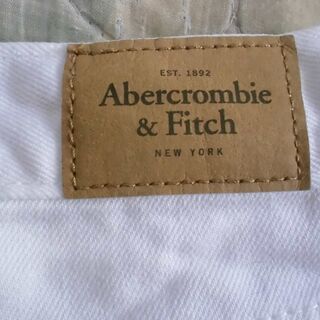 EST. 1892
Abercrombie
& Fitch
NEW YORK